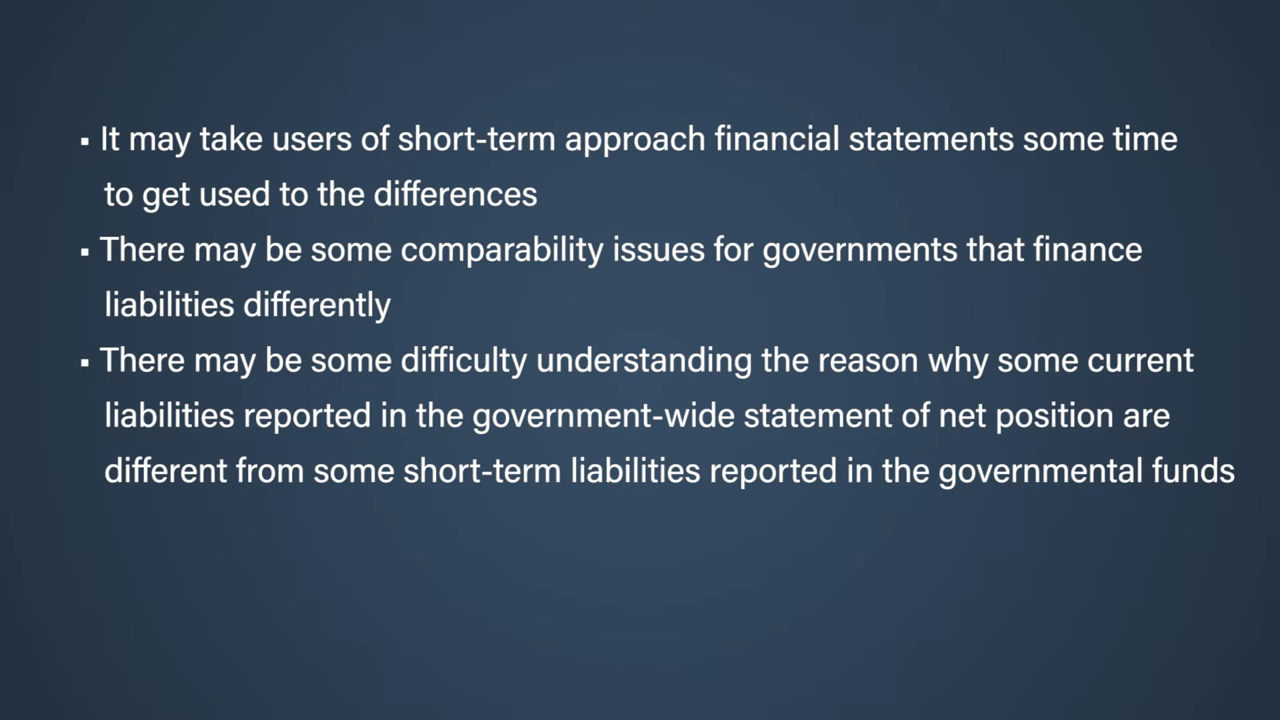 ▪ It may take users of short-term approach financial statements some time
to get used to the differences
▪ There may be some comparability issues for governments that finance
liabilities differently
▪ There may be some difficulty understanding the reason why some current
liabilities reported in the government-wide statement of net position are
different from some short-term liabilities reported in the governmental funds